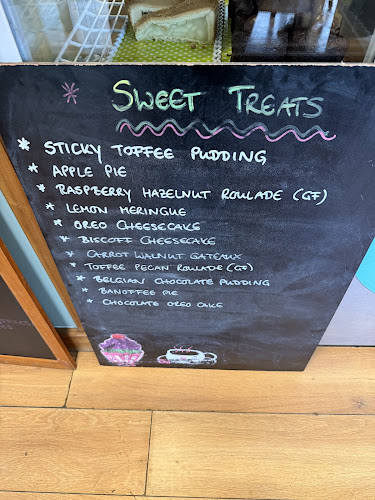 * SWEET TREATS
* STICKY TOFFEE PUDDING
* APPLE PIE
* RASPBERRY HAZELNUT ROULADE (GF)
* LEMON MERINGUE
* OREO CHEESECAKE
* BISCOFF CHEESECAKE
* CARROT WALNUT GATEAUX
* TOFFEE PECAN ROULADE (GF)
* BELGIAN CHOCOLATE PUDDING
* BANOFFEE PIE
* CHOCOLATE OREO CAKE